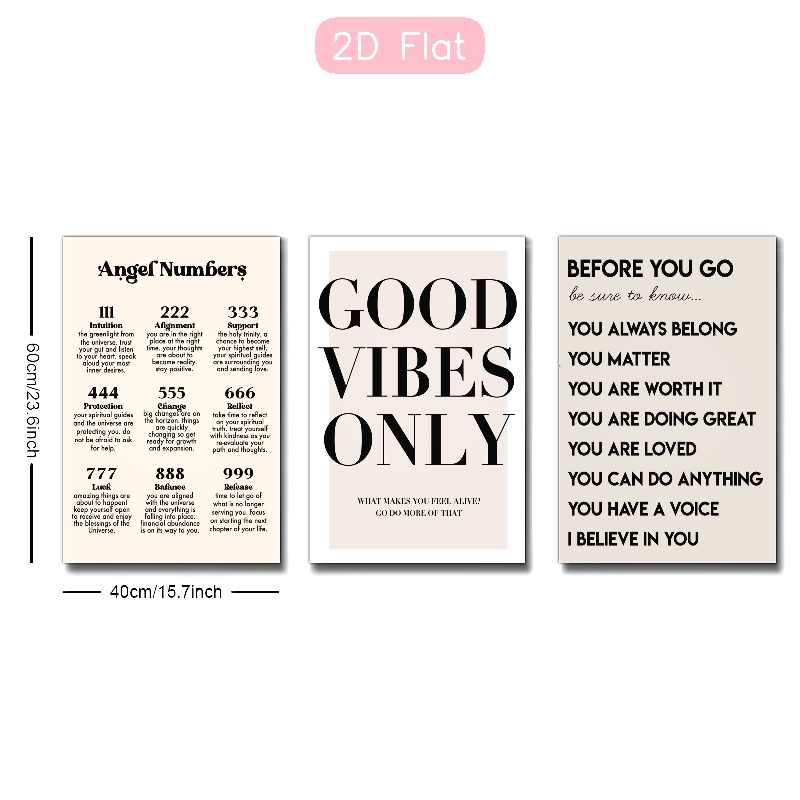 2D Flat
60cm/23.6inch
40cm/15.7inch
Angel Numbers
111
Intuition
the greenlight from
the universe. trust
your gut and listen
to your heart. speak
aloud your most
inner desires.
222
Alignment
you are in the right
place at the right
time. your thoughts
are about to
become reality.
stay positive.
333
Support
the holy trinity. a
chance to become
your highest self.
your spiritual guides
are surrounding you
and sending love.
444
Protection
your spiritual guides
and the universe are
protecting you. do
not be afraid to ask
for help.
555
Change
big changes are on
the horizon. things
are quickly
changing so get
ready for growth
and expansion.
666
Reflect
take time to reflect
on your spiritual
truth. treat yourself
with kindness as you
re-evaluate your
path and thoughts.
777
Luck
amazing things are
about to happen!
keep yourself open
to receive and enjoy
the blessings of the
Universe.
888
Balance
you are aligned
with the universe
and everything is
falling into place.
financial abundance
is on its way to you.
999
Release
time to let go of
what is no longer
serving you. focus
on starting the next
chapter of your life.
GOOD
VIBES
ONLY
WHAT MAKES YOU FEEL ALIVE?
GO DO MORE OF THAT
BEFORE YOU GO
be sure to know...
YOU ALWAYS BELONG
YOU MATTER
YOU ARE WORTH IT
YOU ARE DOING GREAT
YOU ARE LOVED
YOU CAN DO ANYTHING
YOU HAVE A VOICE
I BELIEVE IN YOU